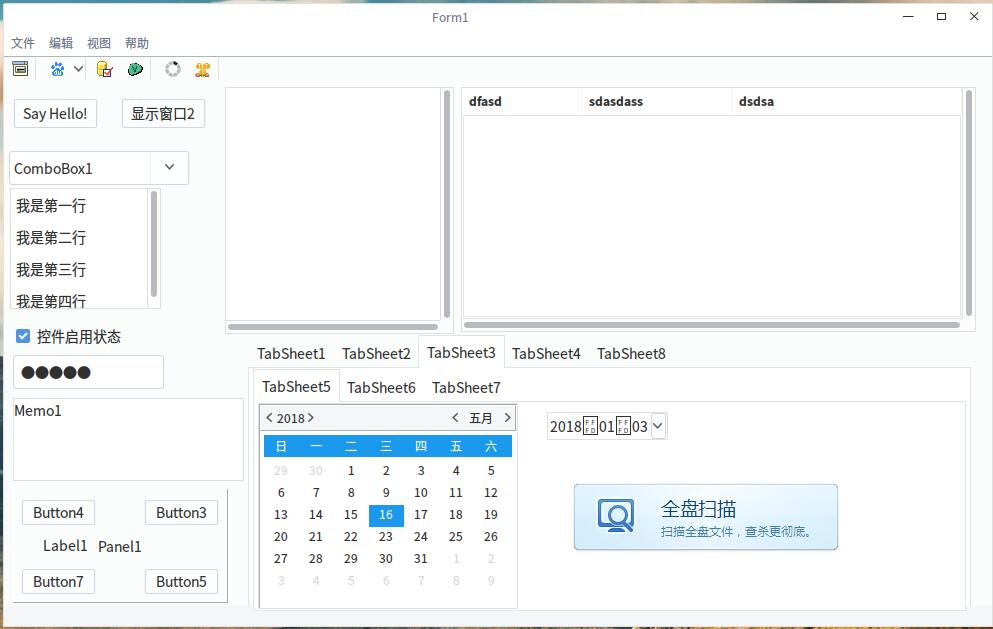 Form1
文件 编辑 视图 帮助
Say Hello! 显示窗口2
dfasd sdasdass dsdsa
ComboBox1
我是第一行
我是第二行
我是第三行
我是第四行
控件启用状态
●●●●●
Memo1
Button4 Button3
Label1 Panel1
Button7 Button5
TabSheet1 TabSheet2 TabSheet3 TabSheet4 TabSheet8
TabSheet5 TabSheet6 TabSheet7
2018 五月
日 一 二 三 四 五 六
29 30 1 2 3 4 5
6 7 8 9 10 11 12
13 14 15 16 17 18 19
20 21 22 23 24 25 26
27 28 29 30 31 1 2
3 4 5 6 7 8 9
2018�01�03
全盘扫描
扫描全盘文件，查杀更彻底。